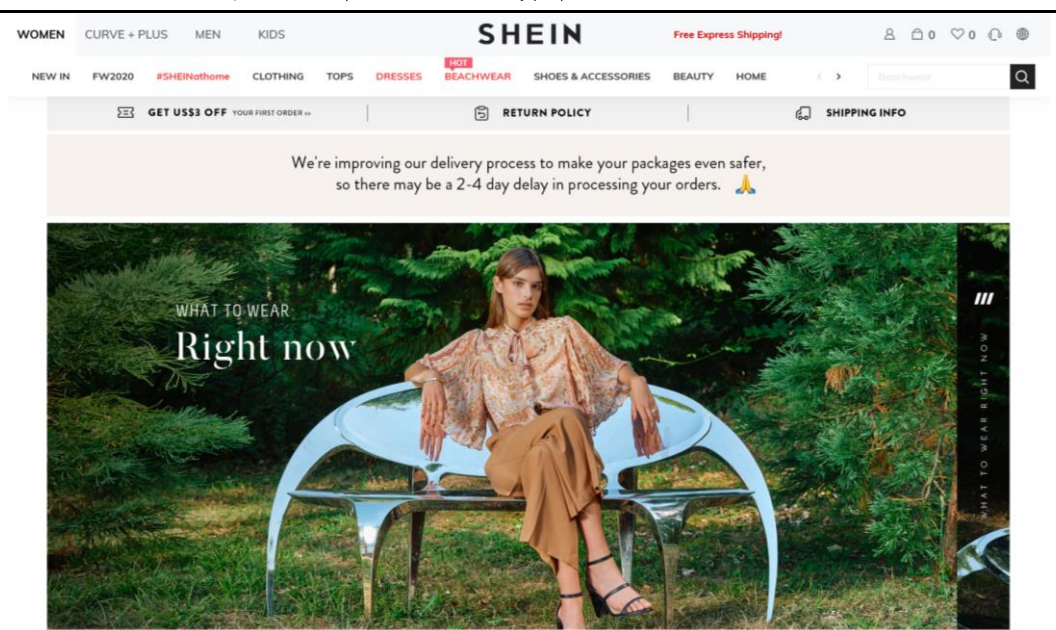 WOMEN CURVE + PLUS MEN KIDS SHEIN Free Express Shipping! 0 0
HOT
NEW IN FW2020 #SHEINathome CLOTHING TOPS DRESSES BEACHWEAR SHOES & ACCESSORIES BEAUTY HOME Beachwear
GET US$3 OFF YOUR FIRST ORDER >> RETURN POLICY SHIPPING INFO
We're improving our delivery process to make your packages even safer,
so there may be a 2-4 day delay in processing your orders. 🙏
WHAT TO WEAR
Right now
WHAT TO WEAR RIGHT NOW